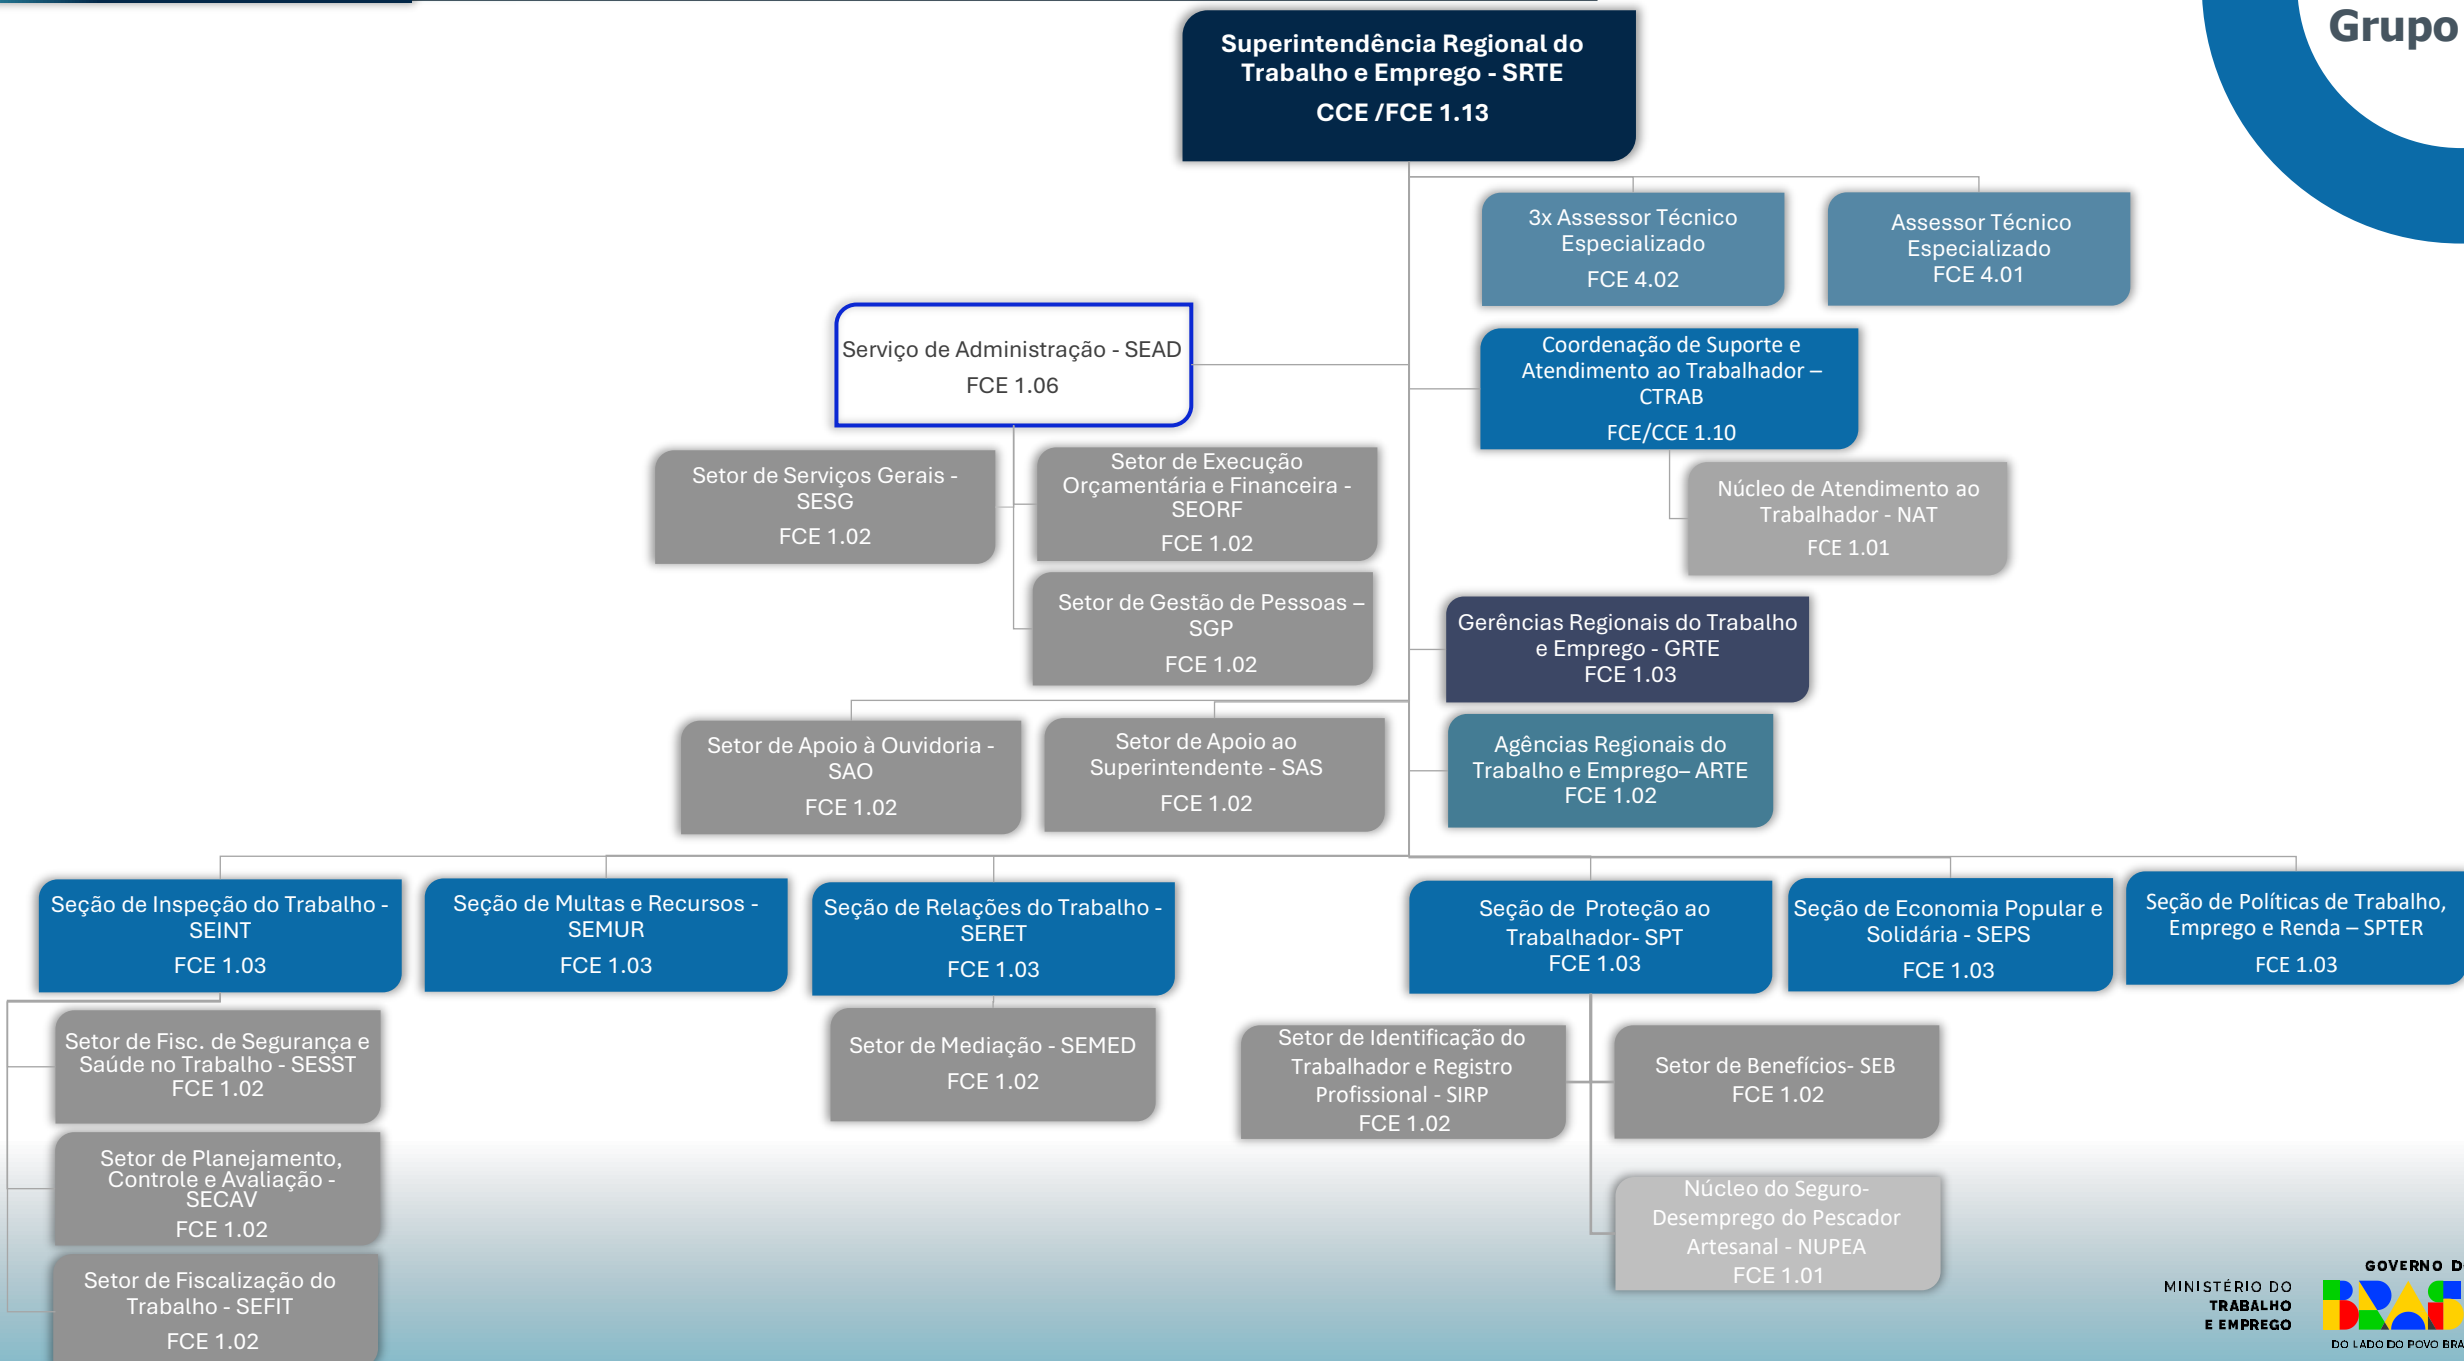 Grupo
Superintendência Regional do
Trabalho e Emprego - SRTE
CCE /FCE 1.13
3x Assessor Técnico
Especializado
FCE 4.02
Assessor Técnico
Especializado
FCE 4.01
Serviço de Administração - SEAD
FCE 1.06
Coordenação de Suporte e
Atendimento ao Trabalhador –
CTRAB
FCE/CCE 1.10
Setor de Serviços Gerais -
SESG
FCE 1.02
Setor de Execução
Orçamentária e Financeira -
SEORF
FCE 1.02
Núcleo de Atendimento ao
Trabalhador - NAT
FCE 1.01
Setor de Gestão de Pessoas –
SGP
FCE 1.02
Gerências Regionais do Trabalho
e Emprego - GRTE
FCE 1.03
Setor de Apoio à Ouvidoria -
SAO
FCE 1.02
Setor de Apoio ao
Superintendente - SAS
FCE 1.02
Agências Regionais do
Trabalho e Emprego– ARTE
FCE 1.02
Seção de Inspeção do Trabalho -
SEINT
FCE 1.03
Seção de Multas e Recursos -
SEMUR
FCE 1.03
Seção de Relações do Trabalho -
SERET
FCE 1.03
Seção de  Proteção ao
Trabalhador- SPT
FCE 1.03
Seção de Economia Popular e
Solidária - SEPS
FCE 1.03
Seção de Políticas de Trabalho,
Emprego e Renda – SPTER
FCE 1.03
Setor de Fisc. de Segurança e
Saúde no Trabalho - SESST
FCE 1.02
Setor de Mediação - SEMED
FCE 1.02
Setor de Identificação do
Trabalhador e Registro
Profissional - SIRP
FCE 1.02
Setor de Benefícios- SEB
FCE 1.02
Setor de Planejamento,
Controle e Avaliação -
SECAV
FCE 1.02
Núcleo do Seguro-
Desemprego do Pescador
Artesanal - NUPEA
FCE 1.01
Setor de Fiscalização do
Trabalho - SEFIT
FCE 1.02
MINISTÉRIO DO
TRABALHO
E EMPREGO
GOVERNO D
BRAS
DO LADO DO POVO BRA